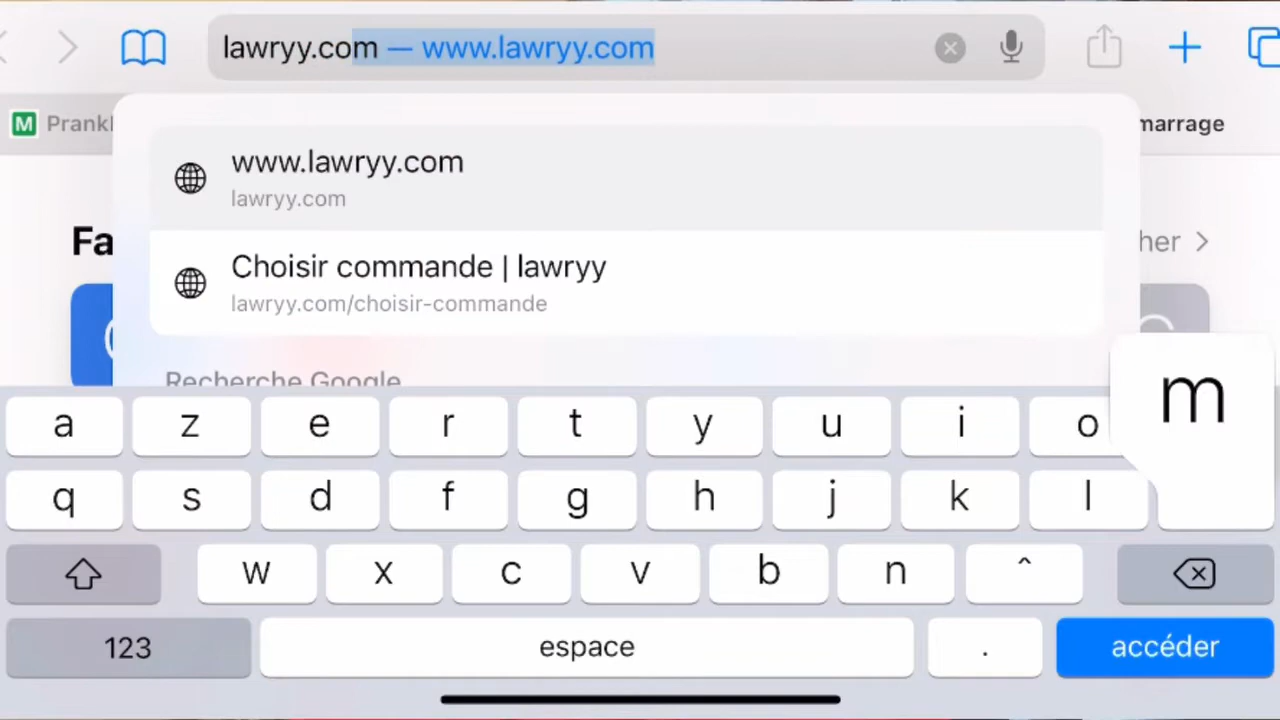 lawryy.com — www.lawryy.com
M Prankl
marrage
www.lawryy.com
lawryy.com
Fa
her
Choisir commande | lawryy
lawryy.com/choisir-commande
Recherche Google
m
a z e r t y u i o
q s d f g h j k l
w x c v b n ^
123 espace . accéder